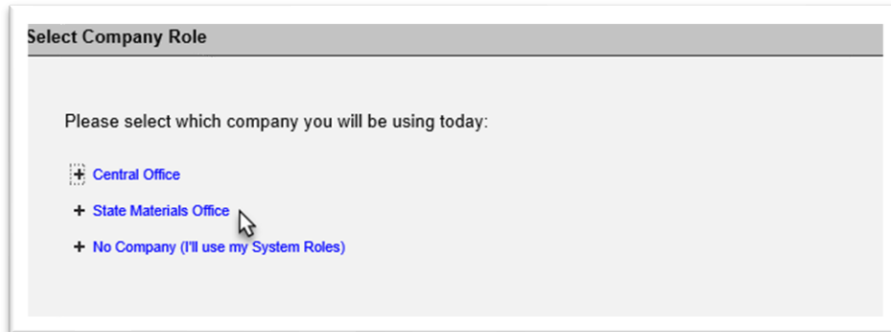 Select Company Role
Please select which company you will be using today:
+ Central Office
+ State Materials Office
+ No Company (I'll use my System Roles)